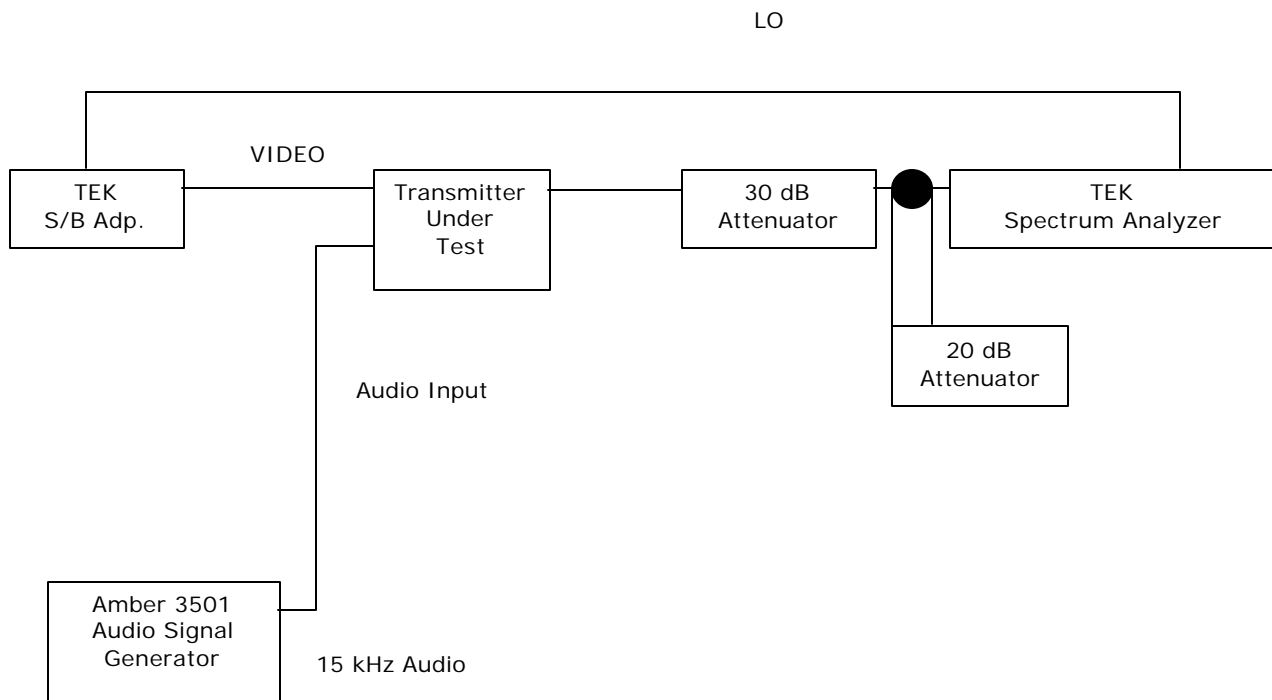 LO
VIDEO
TEK
S/B Adp.
Transmitter
Under
Test
30 dB
Attenuator
TEK
Spectrum Analyzer
20 dB
Attenuator
Audio Input
Amber 3501
Audio Signal
Generator
15 kHz Audio